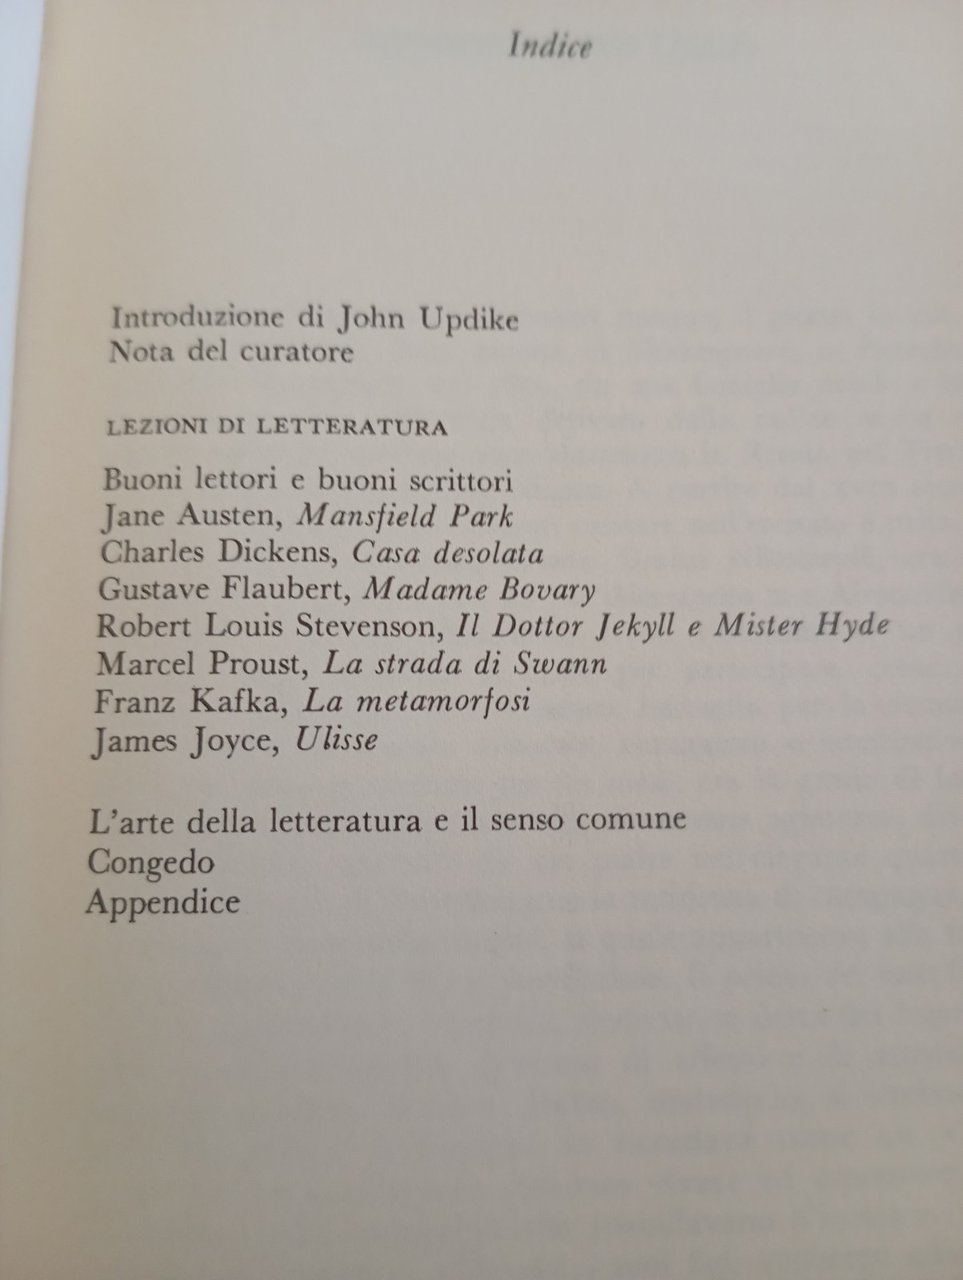 Indice
Introduzione di John Updike
Nota del curatore
LEZIONI DI LETTERATURA
Buoni lettori e buoni scrittori
Jane Austen, Mansfield Park
Charles Dickens, Casa desolata
Gustave Flaubert, Madame Bovary
Robert Louis Stevenson, Il Dottor Jekyll e Mister Hyde
Marcel Proust, La strada di Swann
Franz Kafka, La metamorfosi
James Joyce, Ulisse
L'arte della letteratura e il senso comune
Congedo
Appendice